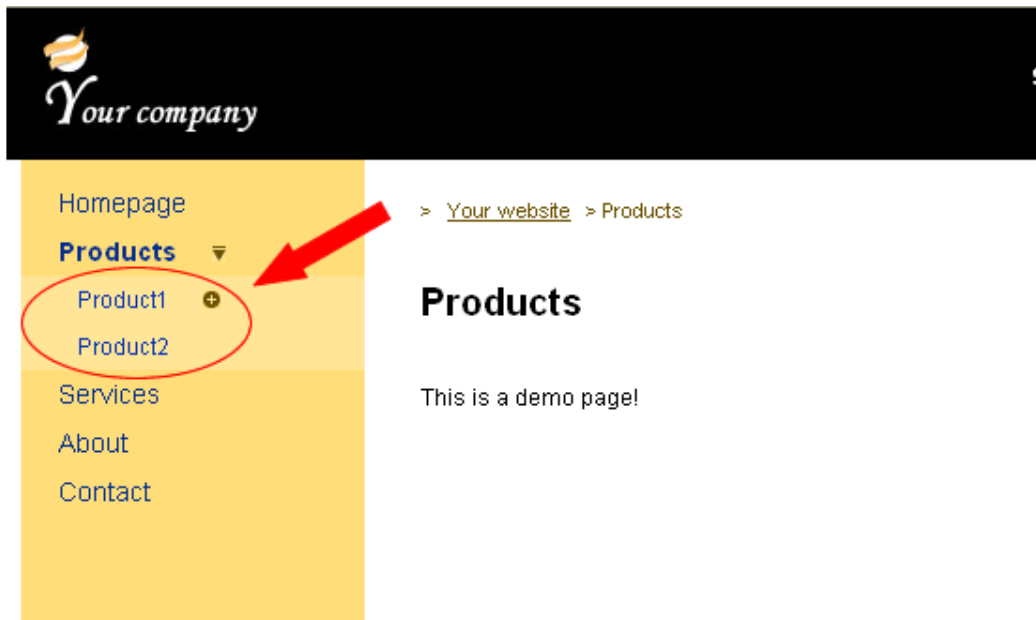 Your company
Homepage
Products
Product1
Product2
Services
About
Contact
> Your website > Products
Products
This is a demo page!